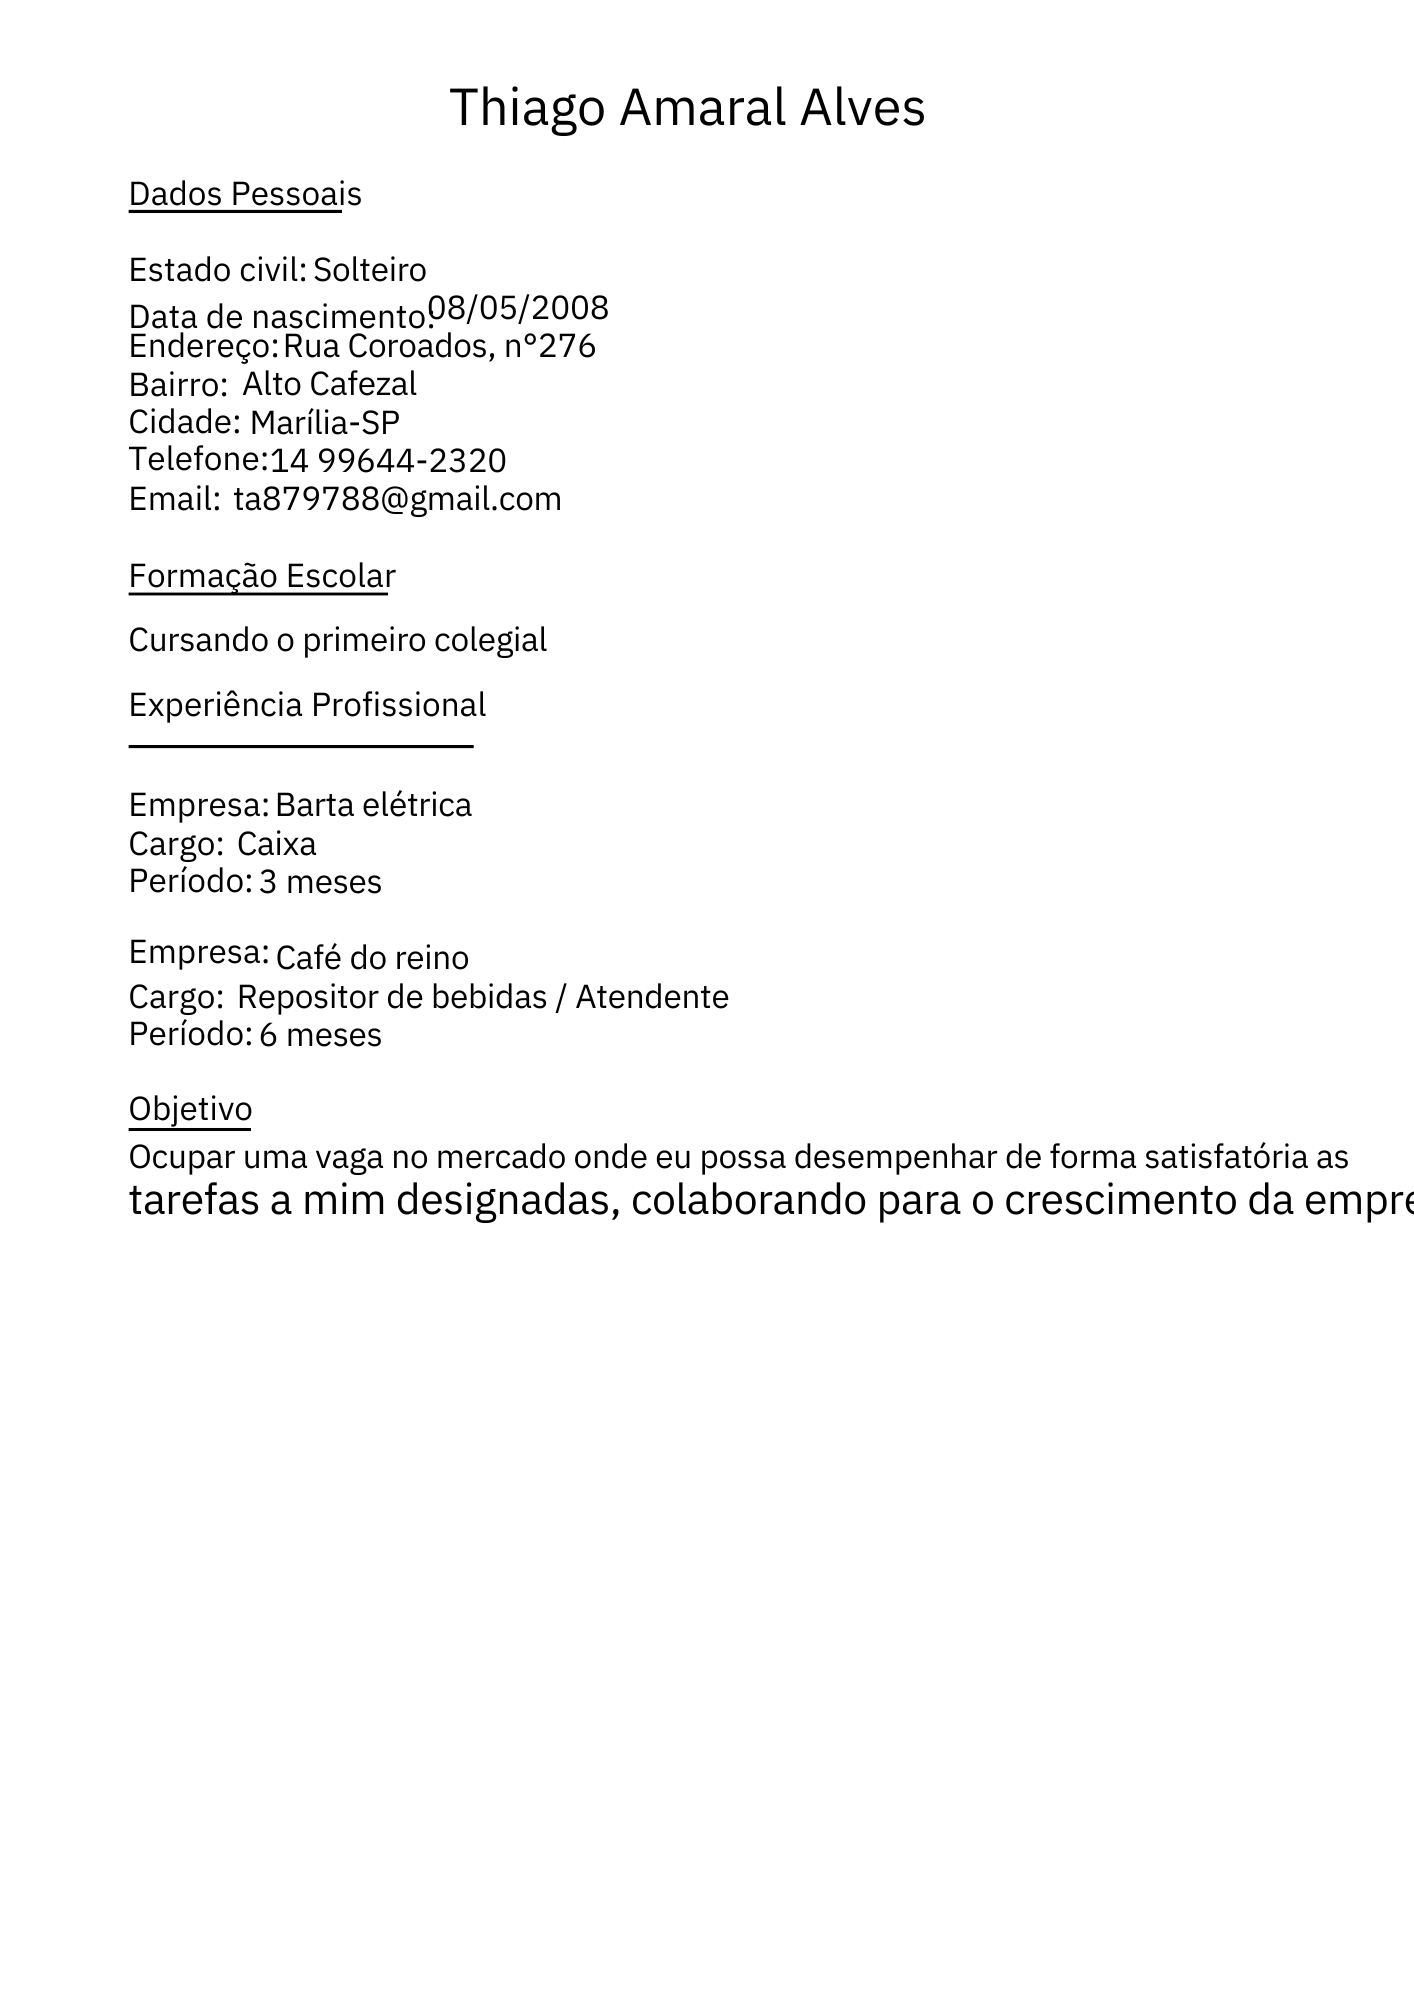 Thiago Amaral Alves
Dados Pessoais
Estado civil: Solteiro
Data de nascimento: 08/05/2008
Endereço: Rua Coroados, n°276
Bairro: Alto Cafezal
Cidade: Marília-SP
Telefone: 14 99644-2320
Email: ta879788@gmail.com
Formação Escolar
Cursando o primeiro colegial
Experiência Profissional
Empresa: Barta elétrica
Cargo: Caixa
Período: 3 meses
Empresa: Café do reino
Cargo: Repositor de bebidas / Atendente
Período: 6 meses
Objetivo
Ocupar uma vaga no mercado onde eu possa desempenhar de forma satisfatória as
tarefas a mim designadas, colaborando para o crescimento da